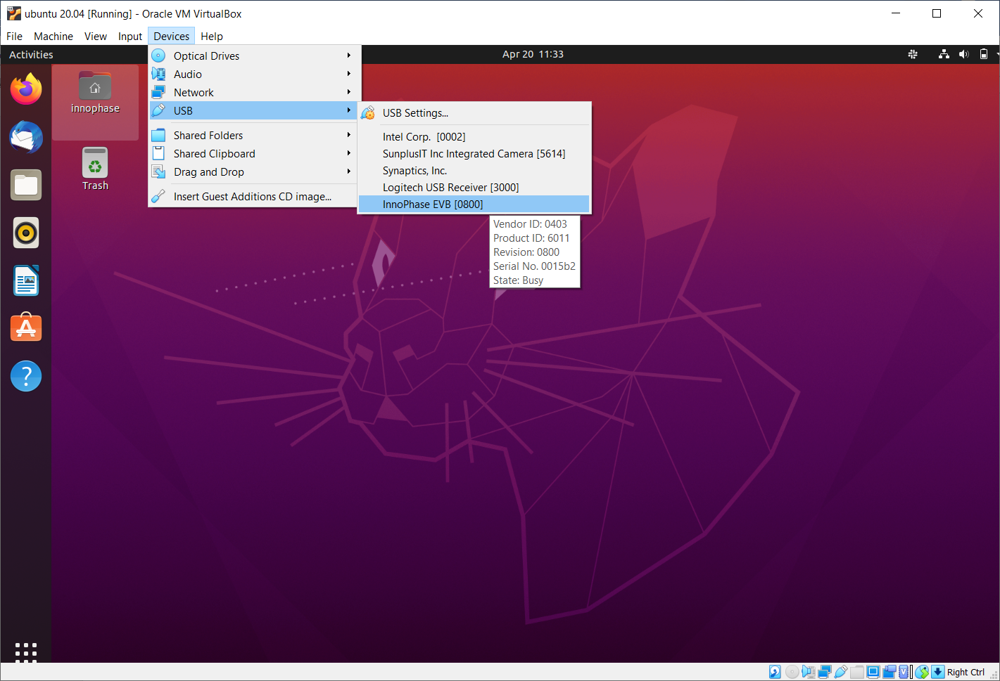 ubuntu 20.04 [Running] - Oracle VM VirtualBox
File Machine View Input Devices Help
Activities
Apr 20 11:33
innophase
Trash
Optical Drives
Audio
Network
USB
Shared Folders
Shared Clipboard
Drag and Drop
Insert Guest Additions CD image...
USB Settings...
Intel Corp. [0002]
SunplusIT Inc Integrated Camera [5614]
Synaptics, Inc.
Logitech USB Receiver [3000]
InnoPhase EVB [0800]
Vendor ID: 0403
Product ID: 6011
Revision: 0800
Serial No. 0015b2
State: Busy
Right Ctrl